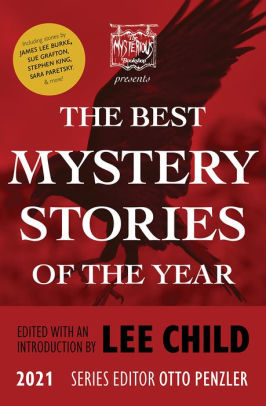 Including stories by
JAMES LEE BURKE,
SUE GRAFTON,
STEPHEN KING,
SARA PARETSKY,
& more!
The
MYSTERIOUS
Bookshop
presents
THE BEST
MYSTERY
STORIES
OF THE YEAR
EDITED WITH AN
INTRODUCTION BY
LEE CHILD
2021 SERIES EDITOR OTTO PENZLER